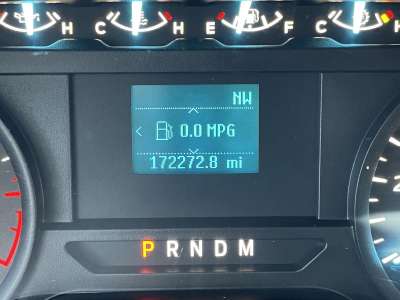 H C H E F C H
NW
0.0 MPG
172272.8 mi
P R N D M